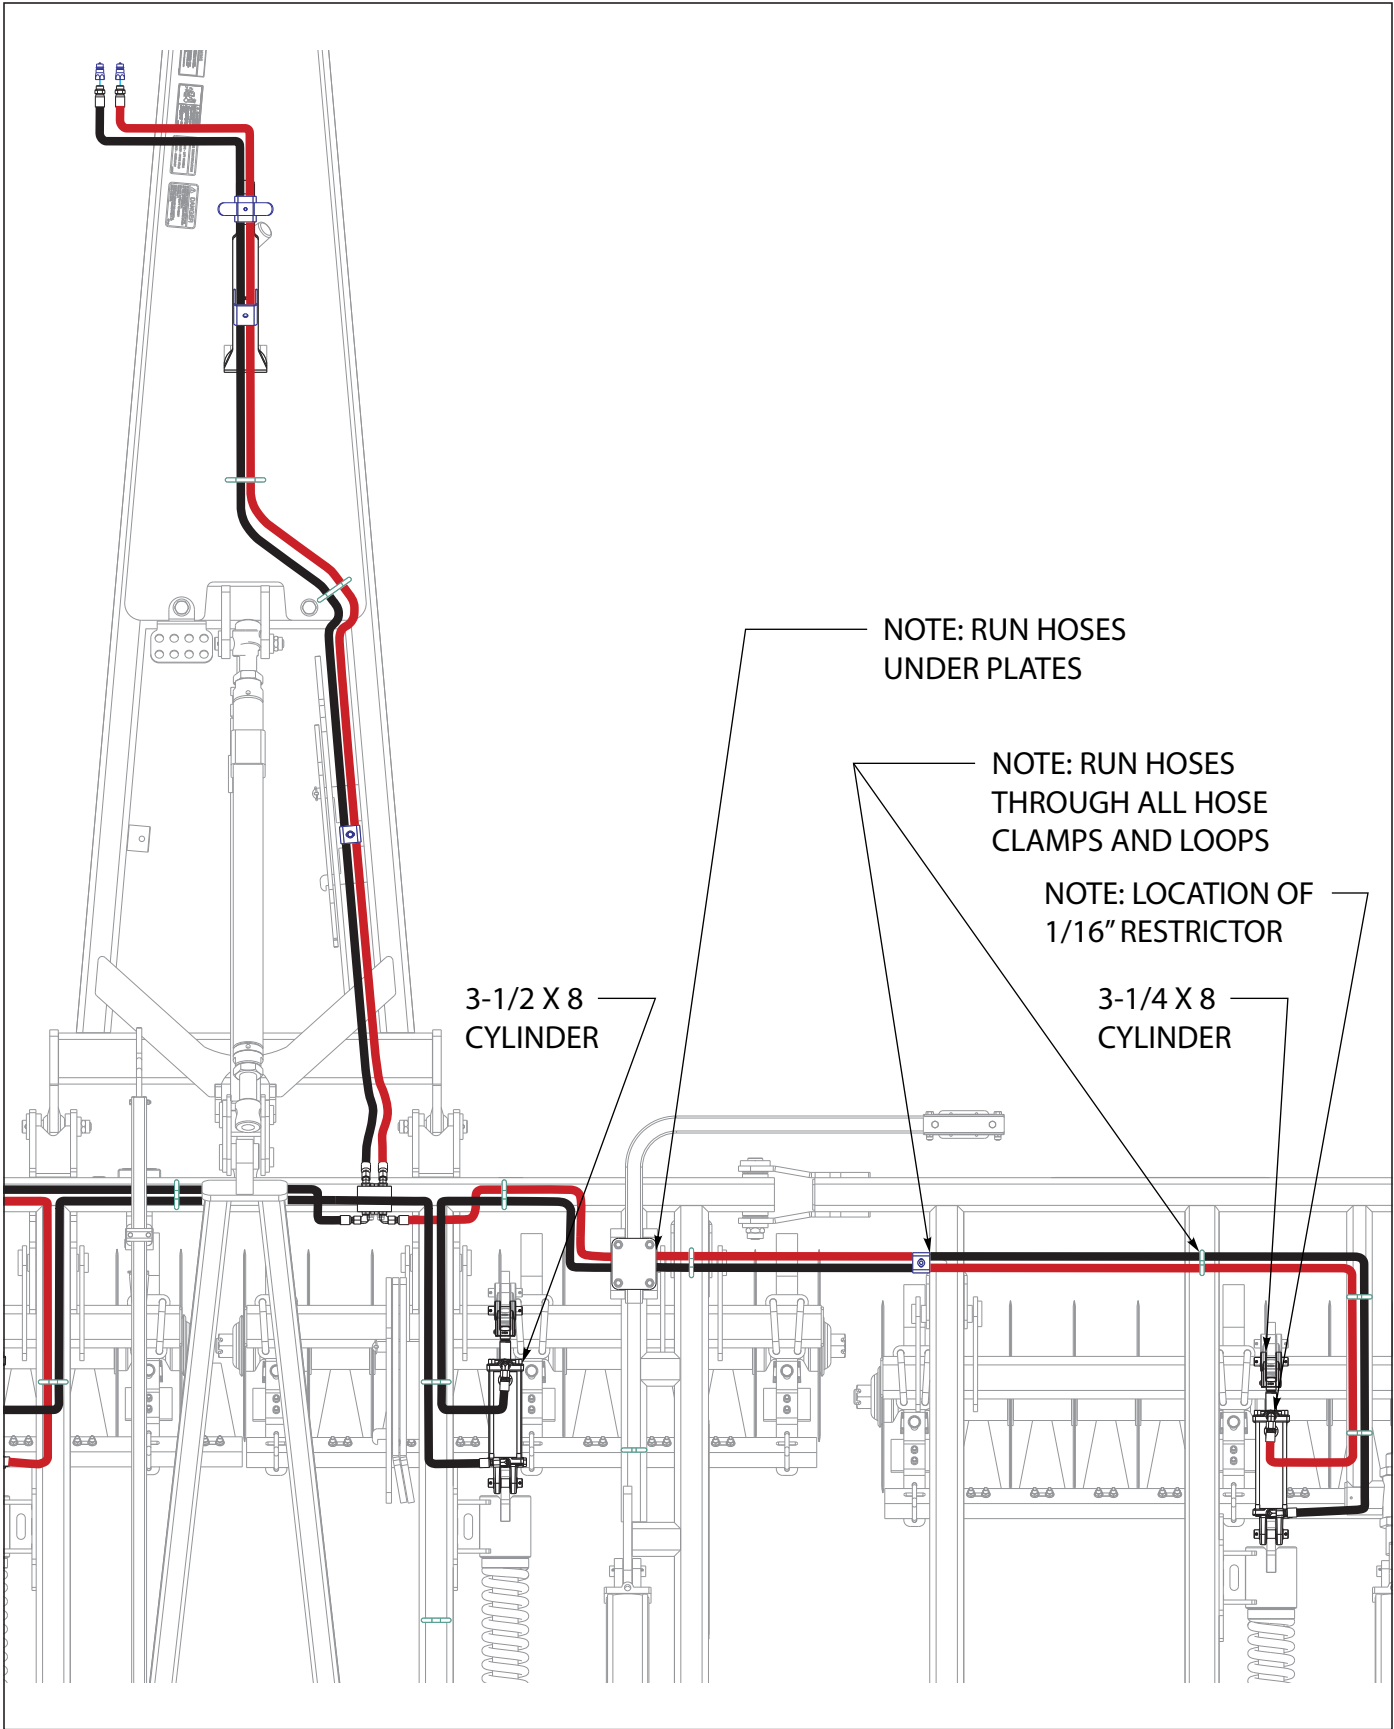 NOTE: RUN HOSES
UNDER PLATES
NOTE: RUN HOSES
THROUGH ALL HOSE
CLAMPS AND LOOPS
NOTE: LOCATION OF
1/16” RESTRICTOR
3-1/2 X 8
CYLINDER
3-1/4 X 8
CYLINDER
DANGER